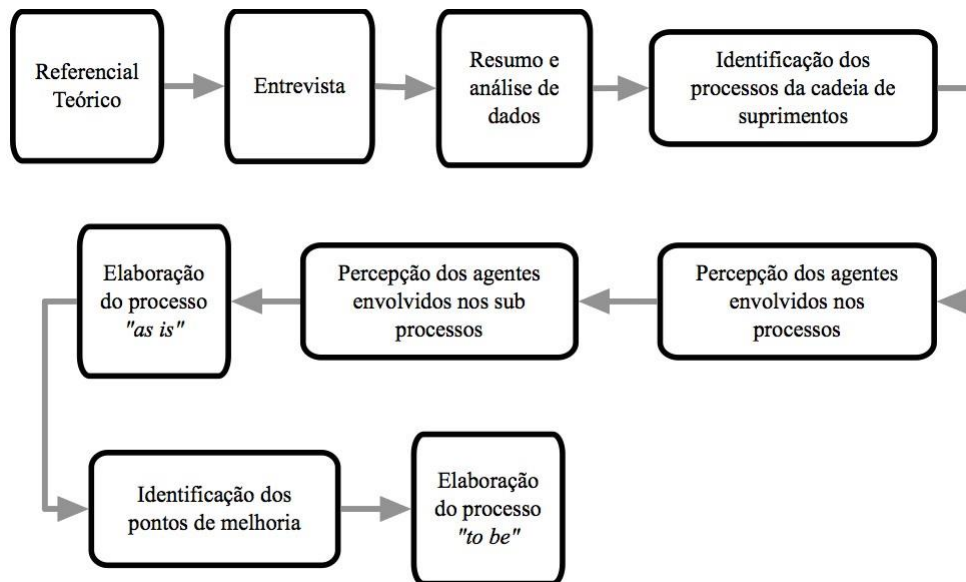 Referencial
Teórico
Entrevista
Resumo e
análise de
dados
Identificação dos
processos da cadeia de
suprimentos
Percepção dos agentes
envolvidos nos
processos
Percepção dos agentes
envolvidos nos sub
processos
Elaboração
do processo
"as is"
Identificação dos
pontos de melhoria
Elaboração
do processo
"to be"